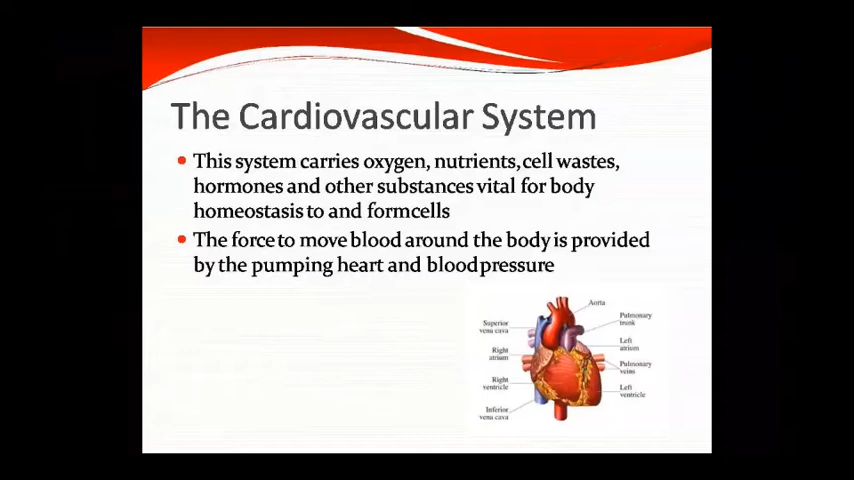 The Cardiovascular System
• This system carries oxygen, nutrients, cell wastes,
hormones and other substances vital for body
homeostasis to and formcells
• The force to move blood around the body is provided
by the pumping heart and blood pressure
Aorta
Superior
vena cava
Pulmonary
trunk
Left
atrium
Right
atrium
Pulmonary
veins
Right
ventricle
Left
ventricle
Inferior
vena cava